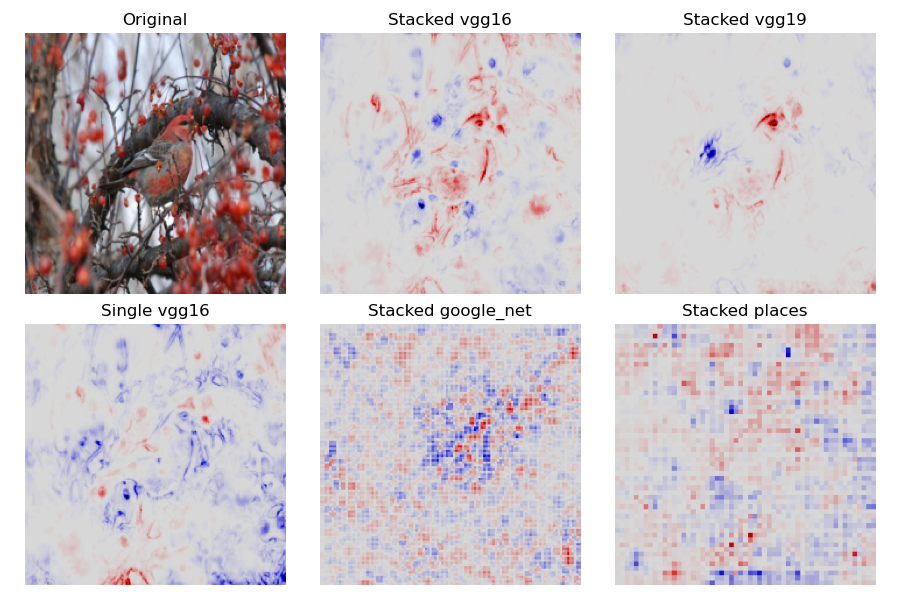 Original
Stacked vgg16
Stacked vgg19
Single vgg16
Stacked google_net
Stacked places